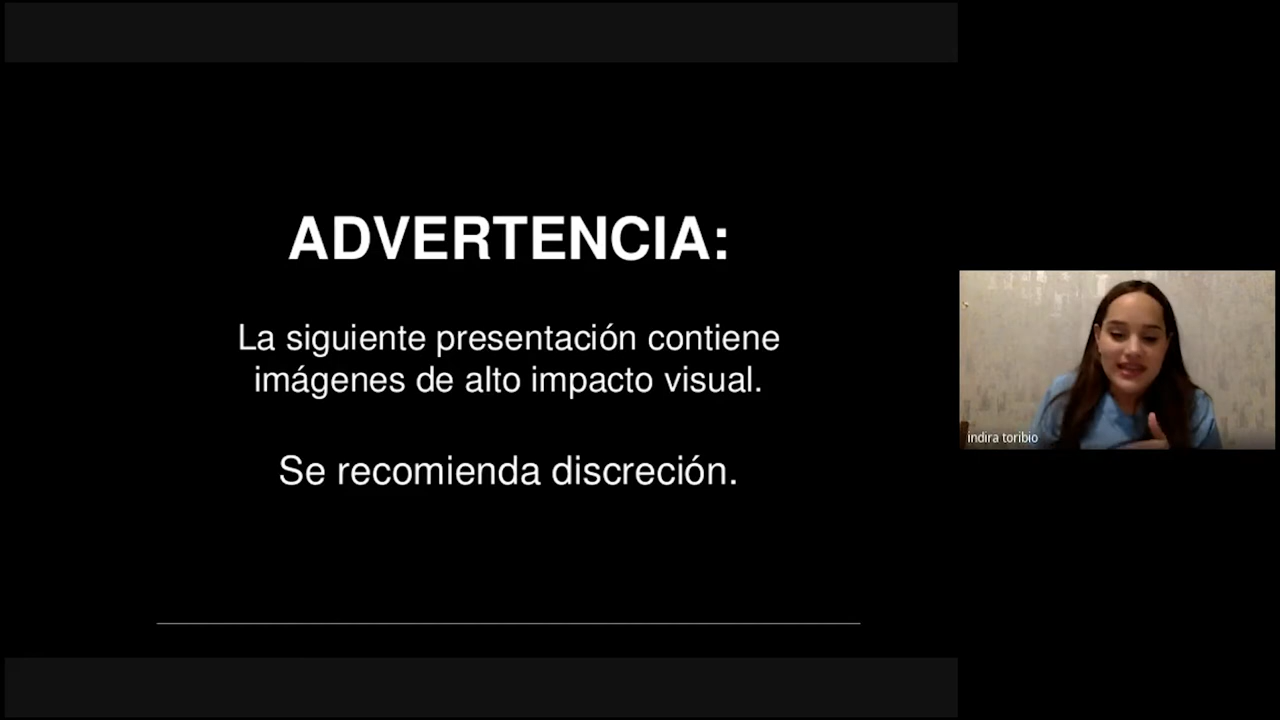 ADVERTENCIA:
La siguiente presentación contiene
imágenes de alto impacto visual.
Se recomienda discreción.
indira toribio